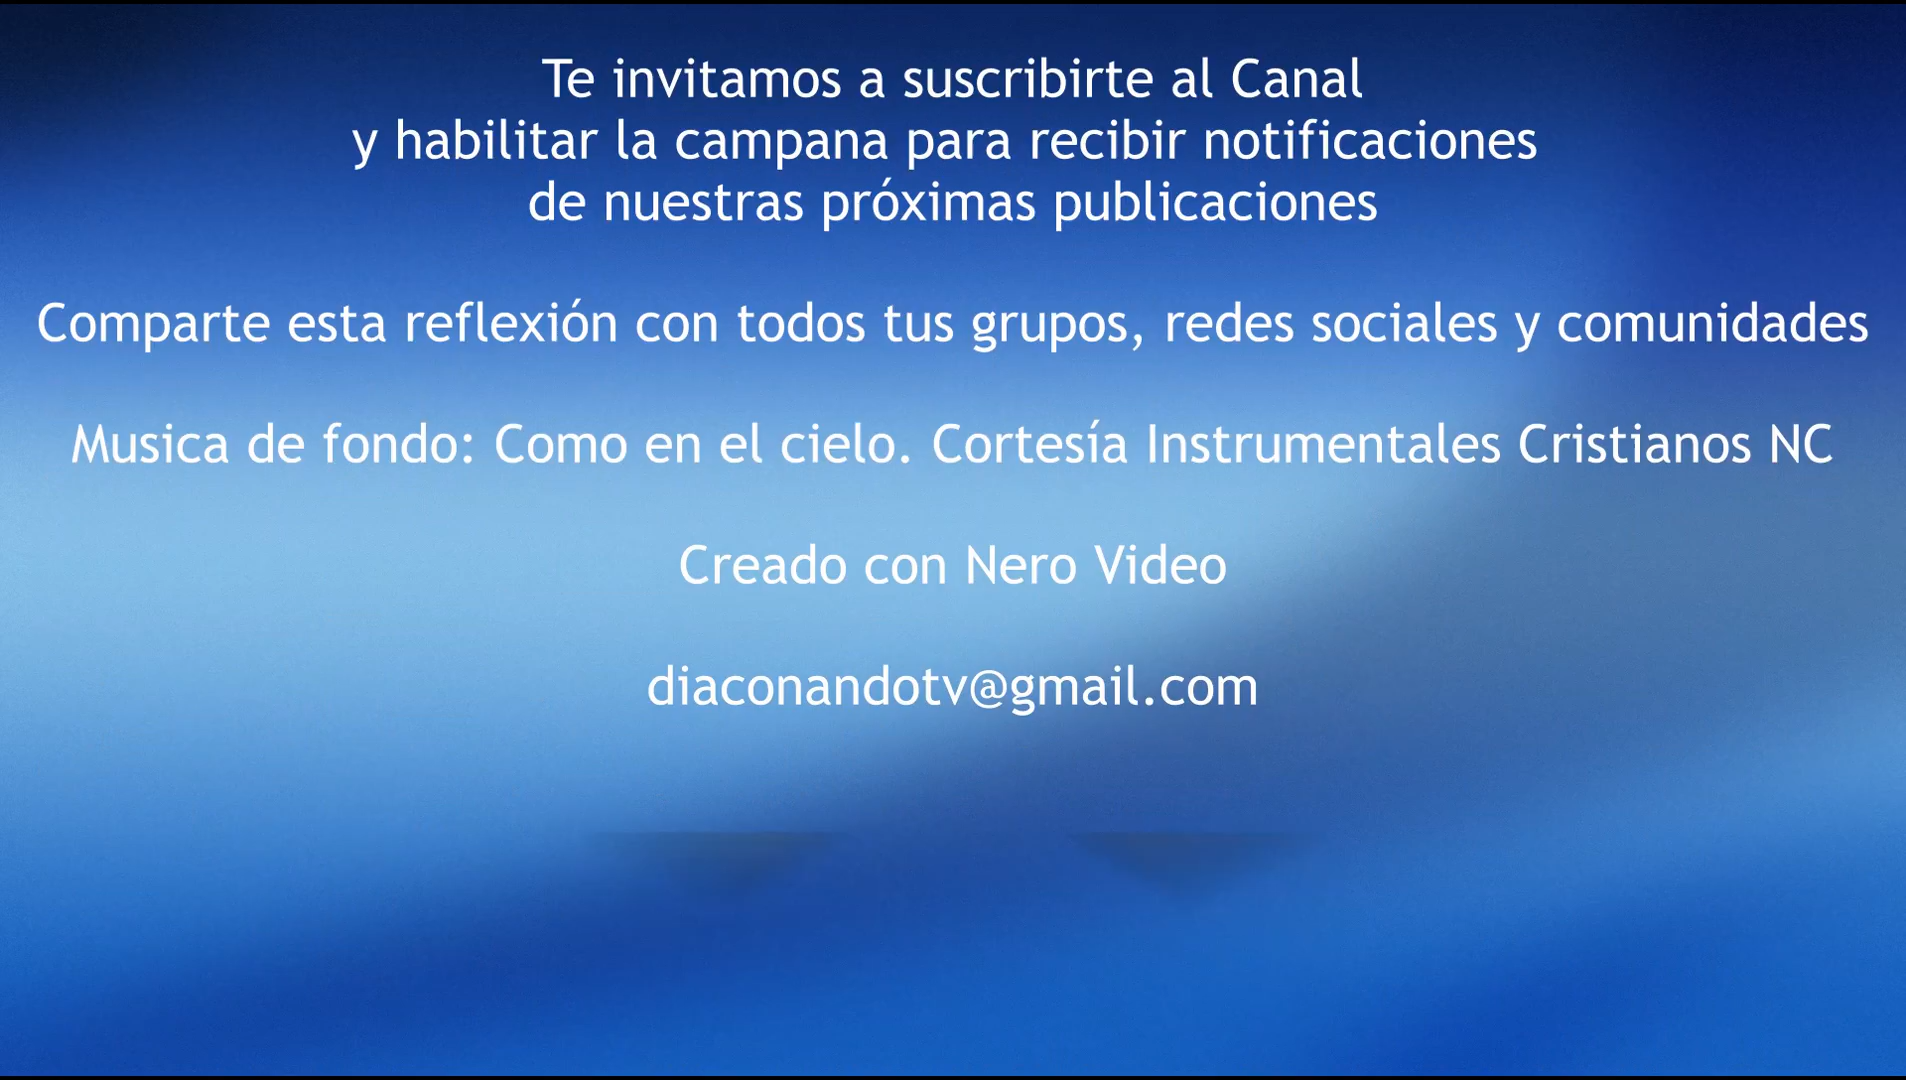 Te invitamos a suscribirte al Canal
y habilitar la campana para recibir notificaciones
de nuestras próximas publicaciones
Comparte esta reflexión con todos tus grupos, redes sociales y comunidades
Musica de fondo: Como en el cielo. Cortesía Instrumentales Cristianos NC
Creado con Nero Video
diaconandotv@gmail.com